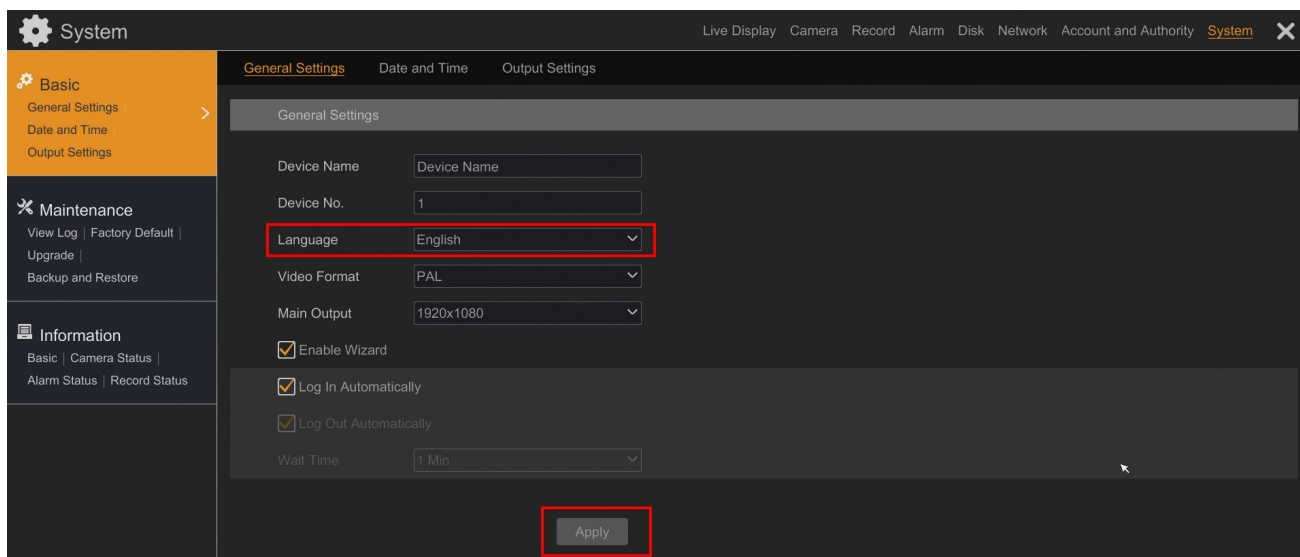 System
Live Display Camera Record Alarm Disk Network Account and Authority System
Basic
General Settings |
Date and Time |
Output Settings
Maintenance
View Log | Factory Default |
Upgrade |
Backup and Restore
Information
Basic | Camera Status |
Alarm Status | Record Status
General Settings Date and Time Output Settings
General Settings
Device Name Device Name
Device No. 1
Language English
Video Format PAL
Main Output 1920x1080
Enable Wizard
Log In Automatically
Log Out Automatically
Wait Time 1 Min
Apply